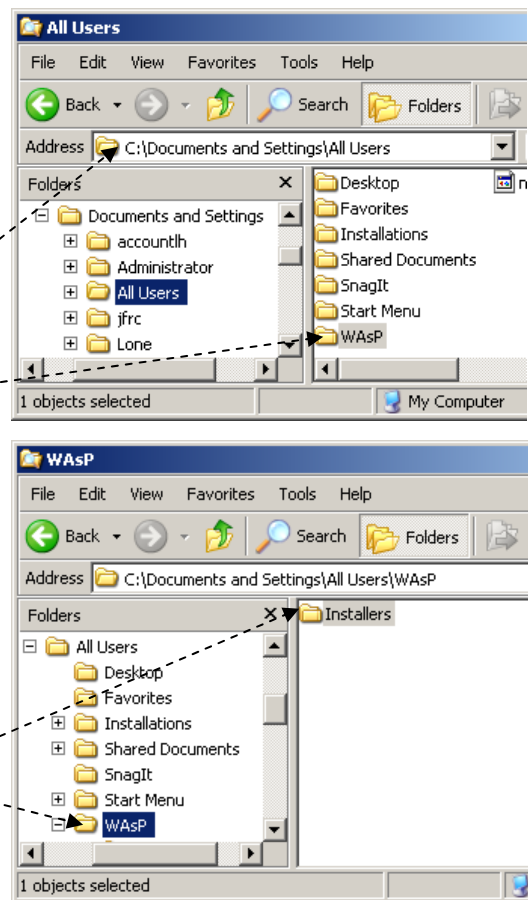 All Users
File Edit View Favorites Tools Help
Back Search Folders
Address C:\Documents and Settings\All Users
Folders
Documents and Settings
accountlh
Administrator
All Users
jfrc
Lone
Desktop
Favorites
Installations
Shared Documents
SnagIt
Start Menu
WAsP
1 objects selected My Computer
WAsP
File Edit View Favorites Tools Help
Back Search Folders
Address C:\Documents and Settings\All Users\WAsP
Folders
All Users
Desktop
Favorites
Installations
Shared Documents
SnagIt
Start Menu
WAsP
Installers
1 objects selected